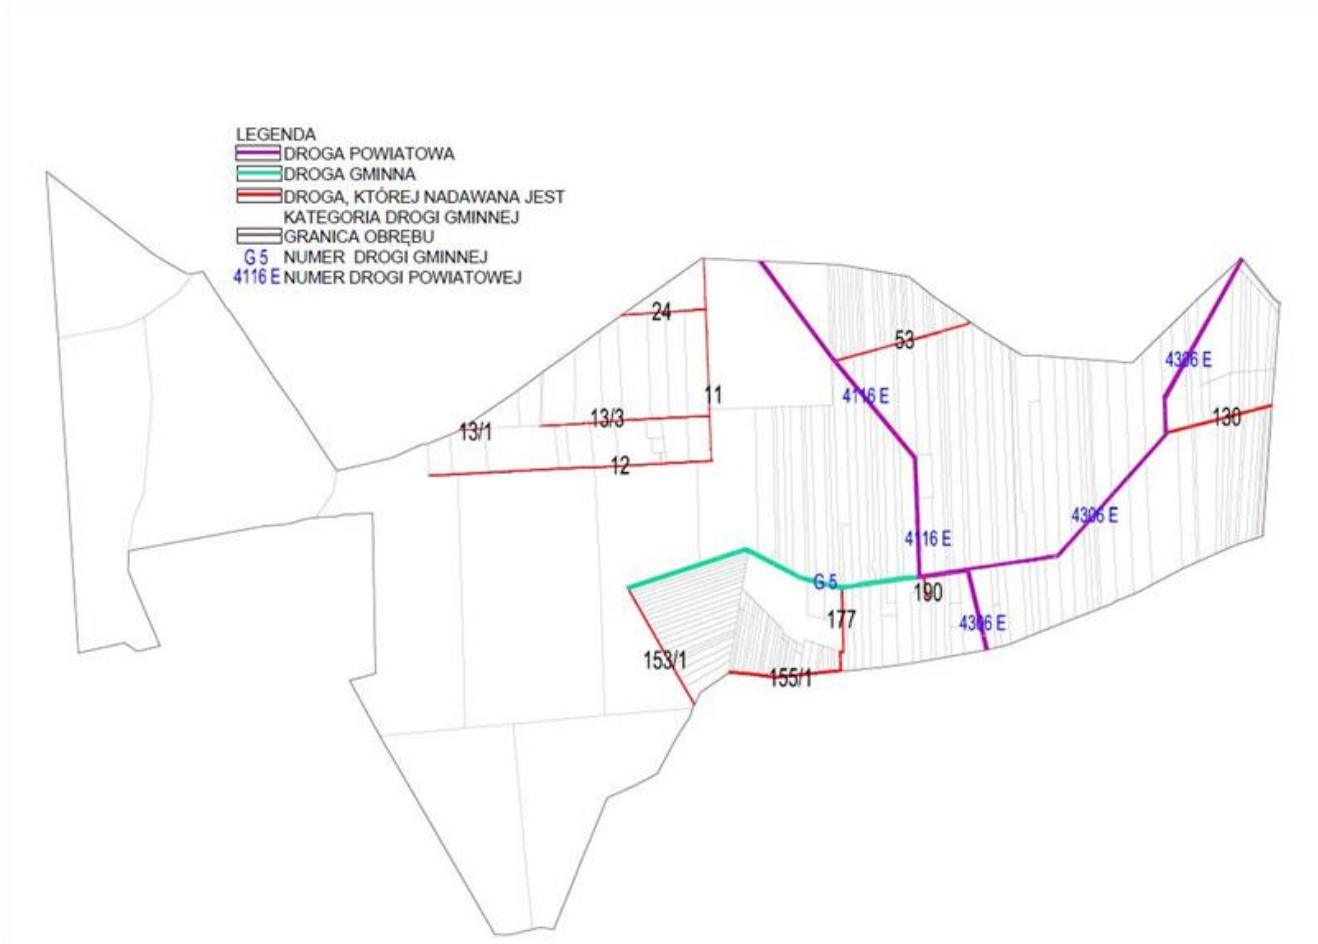 LEGENDA
DROGA POWIATOWA
DROGA GMINNA
DROGA, KTÓREJ NADAWANA JEST
KATEGORIA DROGI GMINNEJ
GRANICA OBRĘBU
G 5 NUMER DROGI GMINNEJ
4116 E NUMER DROGI POWIATOWEJ
24
53
4306 E
11
4116 E
13/1
13/3
130
12
4306 E
4116 E
G 5
190
177
4306 E
153/1
155/1